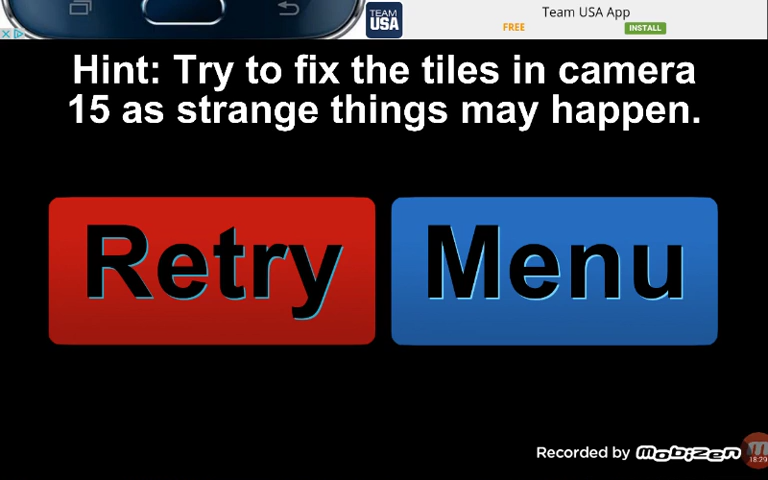 TEAM
USA
Team USA App
FREE
INSTALL
Hint: Try to fix the tiles in camera
15 as strange things may happen.
Retry
Menu
Recorded by mobizen
18:29